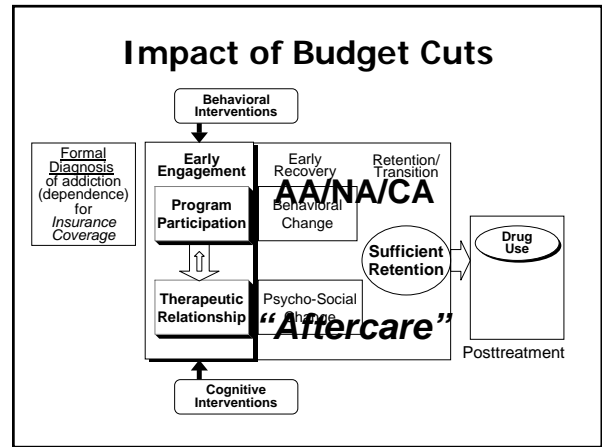 Impact of Budget Cuts
Behavioral
Interventions
Formal
Diagnosis
of addiction
(dependence)
for
Insurance
Coverage
Early
Engagement
Early
Recovery
Retention/
Transition
AA/NA/CA
Program
Participation
Behavioral
Change
Sufficient
Retention
Drug
Use
Therapeutic
Relationship
Psycho-Social
Change
“Aftercare”
Posttreatment
Cognitive
Interventions